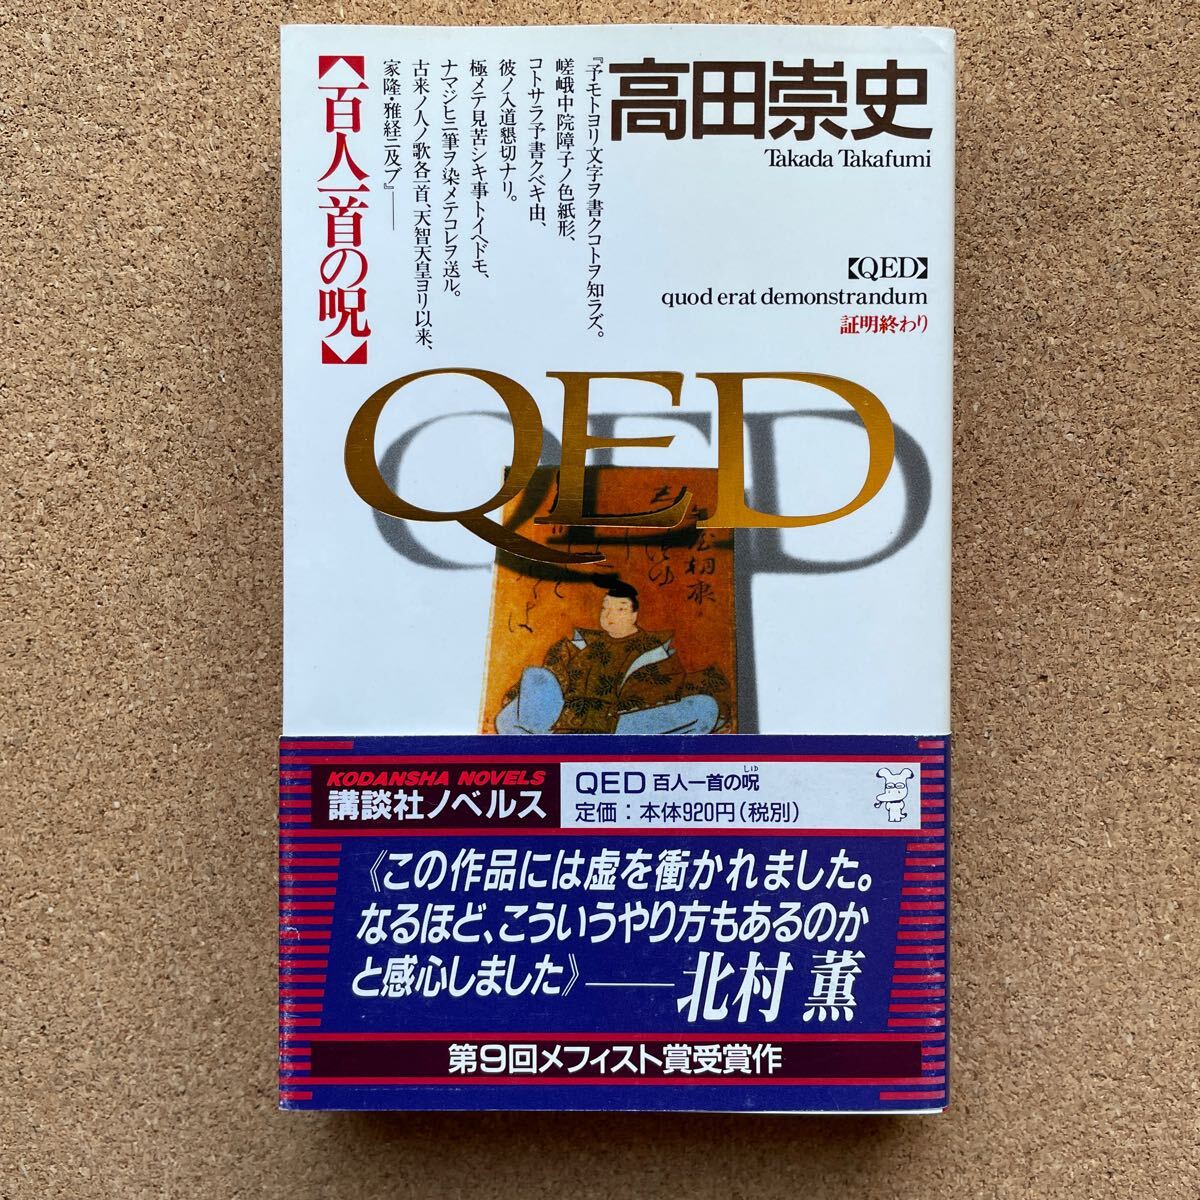 高田崇史
Takada Takafumi
『予モトヨリ文字ヲ書クコトヲ知ラズ。
嵯峨中院障子ノ色紙形、
コトサラ予書クベキ由、
彼ノ入道懇切ナリ。
極メテ見苦シキ事トイヘドモ、
ナマジヒニ筆ヲ染メテコレヲ送ル。
古来ノ人ノ歌各一首、天智天皇ヨリ以来、
家隆・雅経ニ及ブ』――
【百人一首の呪】
【QED】
quod erat demonstrandum
証明終わり
QED
KODANSHA NOVELS
講談社ノベルス
QED 百人一首の呪
しゅ
定価：本体920円(税別)
《この作品には虚を衝かれました。
なるほど、こういうやり方もあるのか
と感心しました》――北村 薫
第9回メフィスト賞受賞作